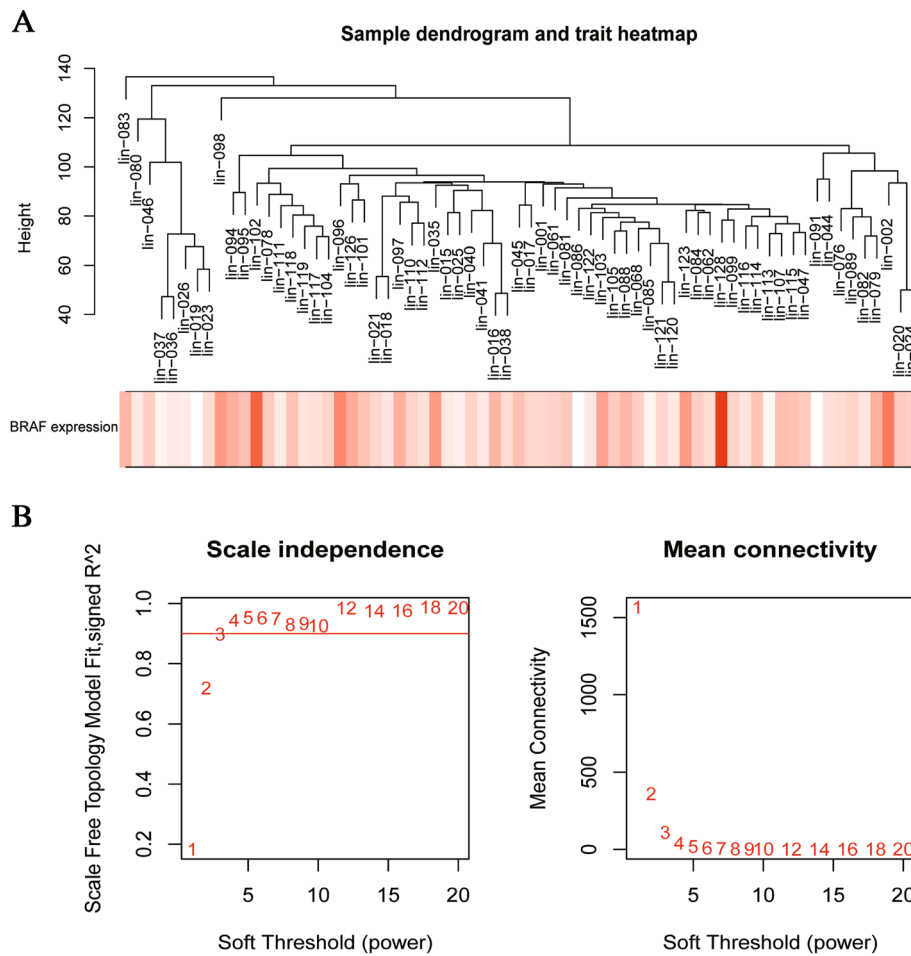 A
Sample dendrogram and trait heatmap
Height
140
120
100
80
60
40
lin-083
lin-080
lin-046
lin-037
lin-036
lin-026
lin-019
lin-023
lin-098
lin-094
lin-095
lin-102
lin-078
lin-111
lin-118
lin-119
lin-117
lin-104
lin-096
lin-126
lin-101
lin-021
lin-018
lin-097
lin-110
lin-112
lin-035
lin-015
lin-025
lin-040
lin-041
lin-016
lin-038
lin-045
lin-017
lin-001
lin-061
lin-081
lin-086
lin-122
lin-103
lin-105
lin-088
lin-068
lin-085
lin-121
lin-120
lin-123
lin-084
lin-062
lin-128
lin-099
lin-116
lin-114
lin-113
lin-107
lin-115
lin-047
lin-091
lin-044
lin-076
lin-089
lin-082
lin-079
lin-002
lin-020
lin-024
BRAF expression
B
Scale independence
Scale Free Topology Model Fit,signed R^2
1.0
0.8
0.6
0.4
0.2
1 2 3 4 5 6 7 8 9 10 12 14 16 18 20
5 10 15 20
Soft Threshold (power)
Mean connectivity
Mean Connectivity
1500
1000
500
0
1 2 3 4 5 6 7 8 9 10 12 14 16 18 20
5 10 15 20
Soft Threshold (power)